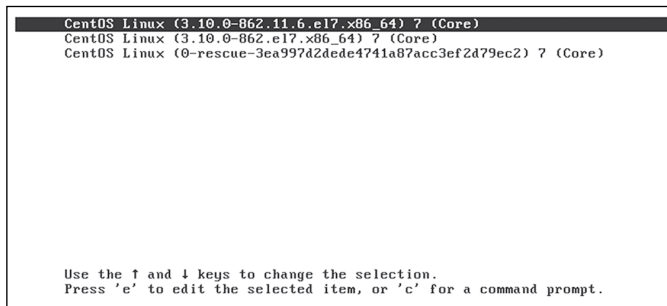 CentOS Linux (3.10.0-862.11.6.el7.x86_64) 7 (Core)
CentOS Linux (3.10.0-862.el7.x86_64) 7 (Core)
CentOS Linux (0-rescue-3ea997d2dede4741a87acc3ef2d79ec2) 7 (Core)
Use the ↑ and ↓ keys to change the selection.
Press 'e' to edit the selected item, or 'c' for a command prompt.